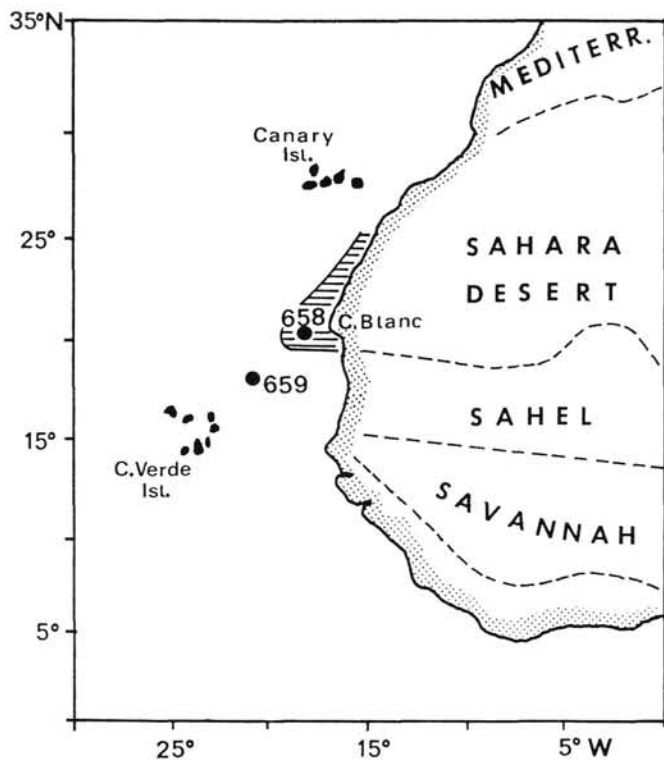 35°N
MEDITERR.
Canary
Isl.
25°
SAHARA
DESERT
658
C.Blanc
659
SAHEL
15°
C.Verde
Isl.
SAVANNAH
5°
25°
15°
5° W